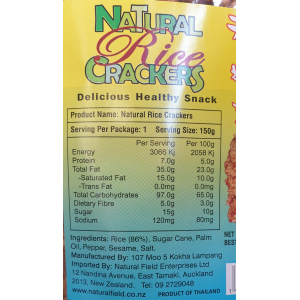 NATURAL
Rice
CRACKERS
Delicious Healthy Snack
Product Name: Natural Rice Crackers
Serving Per Package: 1 Serving Size: 150g
Per Serving Per 100g
Energy 3066 Kj 2058 Kj
Protein 7.0g 5.0g
Total Fat 35.0g 23.0g
-Saturated Fat 15.0g 10.0g
-Trans Fat 0.0mg 0.0mg
Total Carbohydrates 97.0g 65.0g
Dietary Fibre 5.0g 3.0g
Sugar 15g 10g
Sodium 120mg 80mg
Ingredients: Rice (86%), Sugar Cane, Palm
Oil, Pepper, Sesame, Salt.
Manufactured By: 107 Moo 5 Kokha Lampang
Imported By: Natural Field Enterprises Ltd
12 Nandina Avenue, East Tamaki, Auckland
2013, New Zealand. Tel: 09 2729048
www.naturalfield.co.nz PRODUCT OF THAILAND
NET
BES